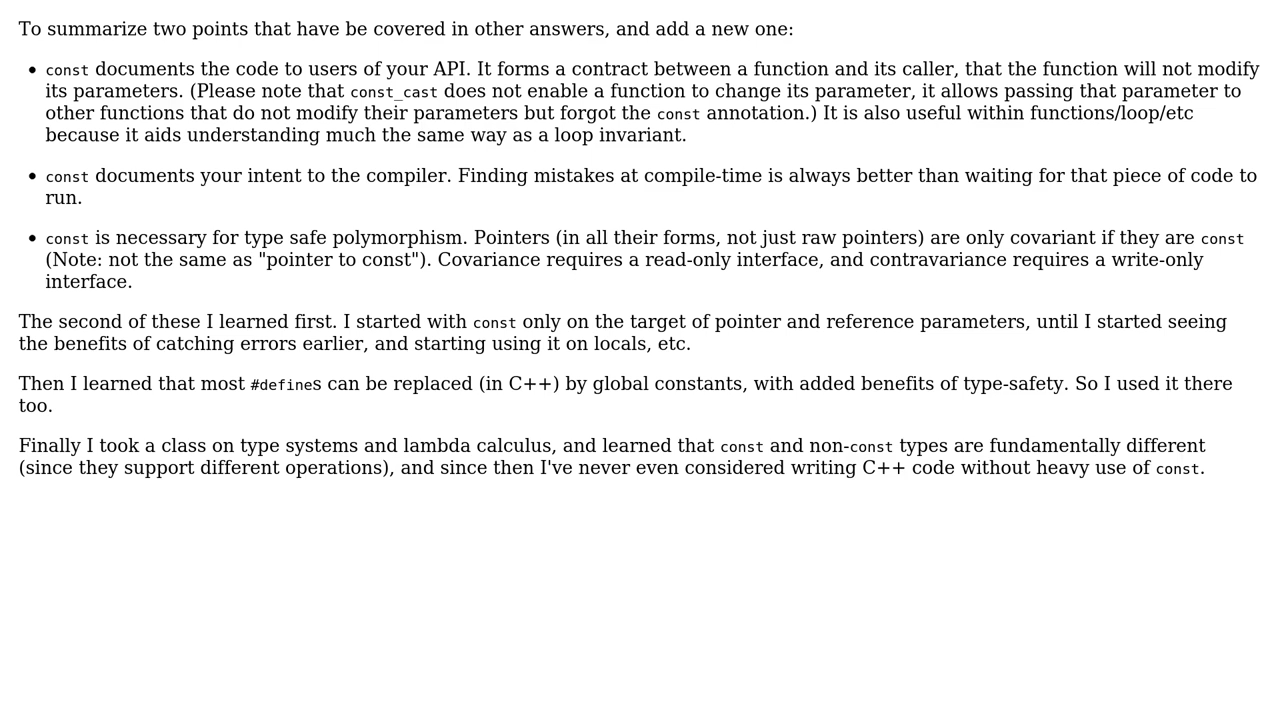 To summarize two points that have be covered in other answers, and add a new one:
• const documents the code to users of your API. It forms a contract between a function and its caller, that the function will not modify
its parameters. (Please note that const_cast does not enable a function to change its parameter, it allows passing that parameter to
other functions that do not modify their parameters but forgot the const annotation.) It is also useful within functions/loop/etc
because it aids understanding much the same way as a loop invariant.
• const documents your intent to the compiler. Finding mistakes at compile-time is always better than waiting for that piece of code to
run.
• const is necessary for type safe polymorphism. Pointers (in all their forms, not just raw pointers) are only covariant if they are const
(Note: not the same as "pointer to const"). Covariance requires a read-only interface, and contravariance requires a write-only
interface.
The second of these I learned first. I started with const only on the target of pointer and reference parameters, until I started seeing
the benefits of catching errors earlier, and starting using it on locals, etc.
Then I learned that most #defines can be replaced (in C++) by global constants, with added benefits of type-safety. So I used it there
too.
Finally I took a class on type systems and lambda calculus, and learned that const and non-const types are fundamentally different
(since they support different operations), and since then I've never even considered writing C++ code without heavy use of const.